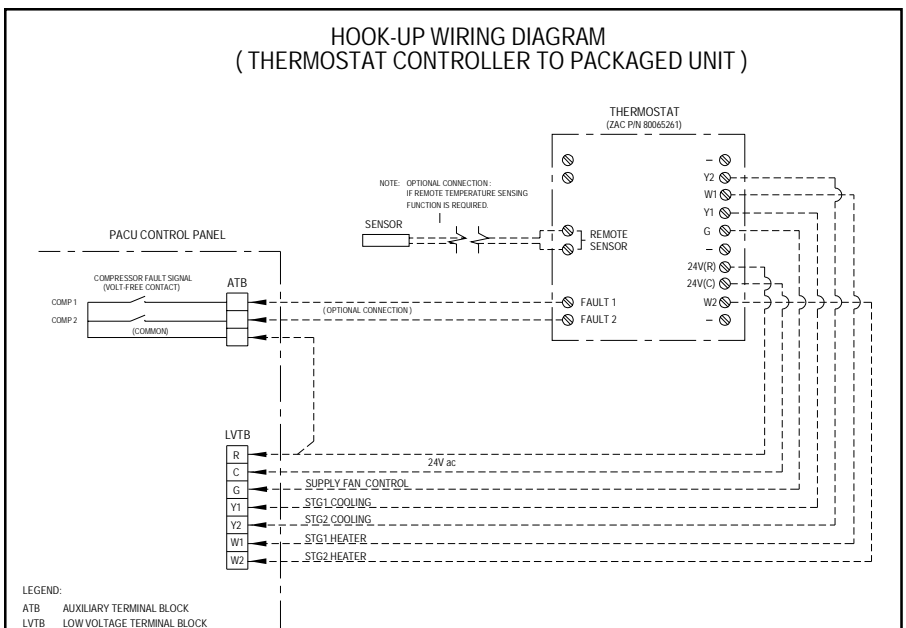 HOOK-UP WIRING DIAGRAM
( THERMOSTAT CONTROLLER TO PACKAGED UNIT )
THERMOSTAT
(ZAC P/N 80065261)
–
Y2
W1
Y1
G
–
24V(R)
24V(C)
W2
–
REMOTE
SENSOR
FAULT 1
FAULT 2
NOTE: OPTIONAL CONNECTION :
IF REMOTE TEMPERATURE SENSING
FUNCTION IS REQUIRED.
SENSOR
PACU CONTROL PANEL
COMPRESSOR FAULT SIGNAL
(VOLT-FREE CONTACT)
ATB
COMP 1
COMP 2
(COMMON)
( OPTIONAL CONNECTION )
LVTB
R
C
G
Y1
Y2
W1
W2
24V ac
SUPPLY FAN CONTROL
STG1 COOLING
STG2 COOLING
STG1 HEATER
STG2 HEATER
LEGEND:
ATB AUXILIARY TERMINAL BLOCK
LVTB LOW VOLTAGE TERMINAL BLOCK